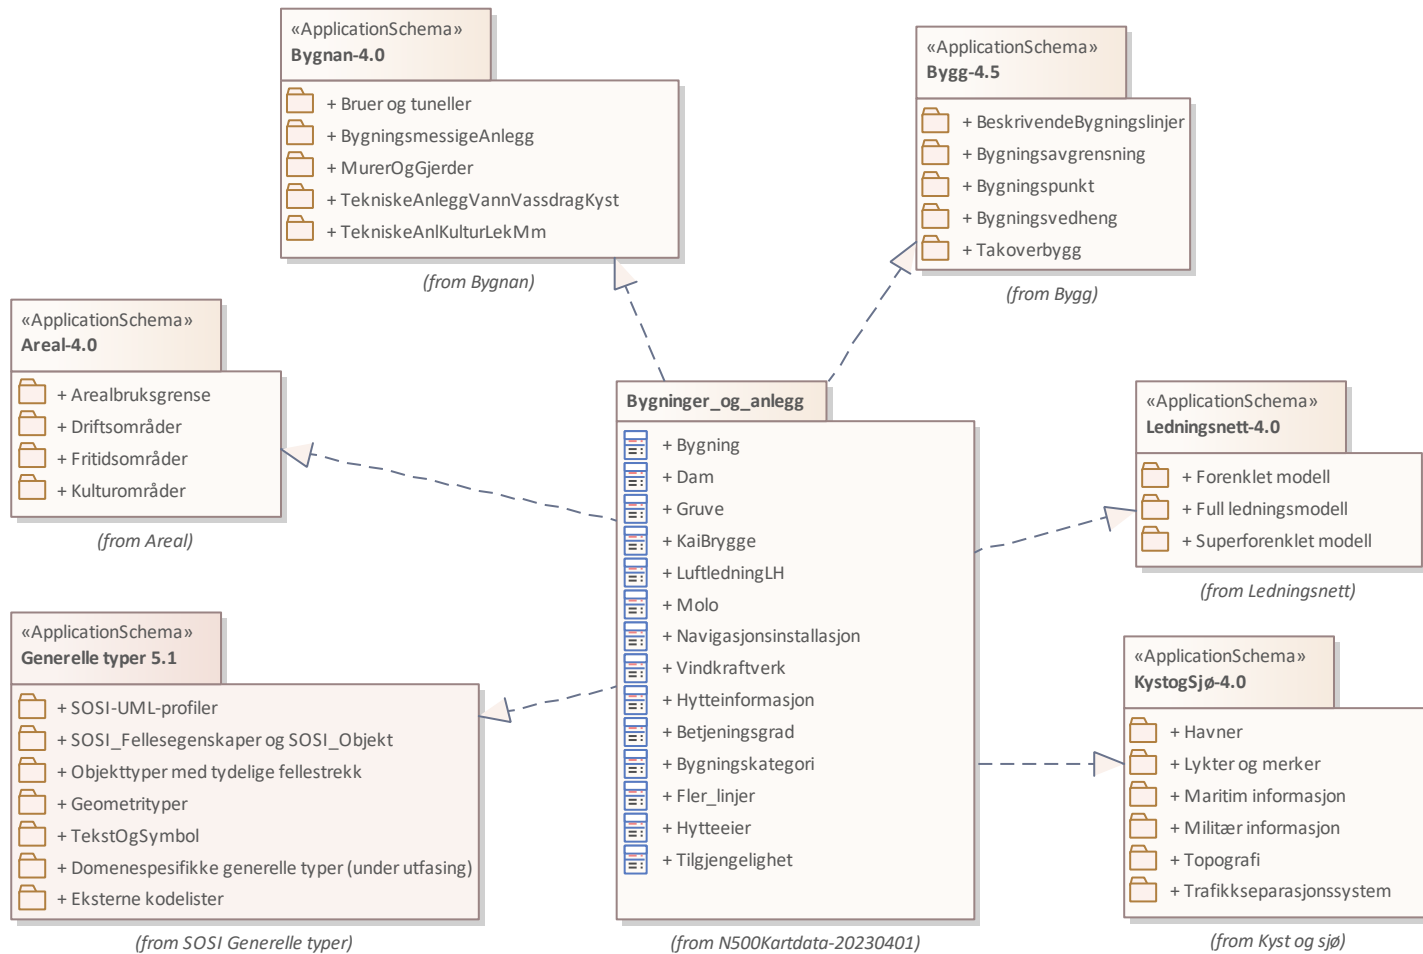 «ApplicationSchema»
Bygnan-4.0
+ Bruer og tuneller
+ BygningsmessigeAnlegg
+ MurerOgGjerder
+ TekniskeAnleggVannVassdragKyst
+ TekniskeAnlKulturLekMm
(from Bygnan)
«ApplicationSchema»
Bygg-4.5
+ BeskrivendeBygningslinjer
+ Bygningsavgrensning
+ Bygningspunkt
+ Bygningsvedheng
+ Takoverbygg
(from Bygg)
«ApplicationSchema»
Areal-4.0
+ Arealbruksgrense
+ Driftsområder
+ Fritidsområder
+ Kulturområder
(from Areal)
Bygninger_og_anlegg
+ Bygning
+ Dam
+ Gruve
+ KaiBrygge
+ LuftledningLH
+ Molo
+ Navigasjonsinstallasjon
+ Vindkraftverk
+ Hytteinformasjon
+ Betjeningsgrad
+ Bygningskategori
+ Fler_linjer
+ Hytteeier
+ Tilgjengelighet
(from N500Kartdata-20230401)
«ApplicationSchema»
Ledningsnett-4.0
+ Forenklet modell
+ Full ledningsmodell
+ Superforenklet modell
(from Ledningsnett)
«ApplicationSchema»
Generelle typer 5.1
+ SOSI-UML-profiler
+ SOSI_Fellesegenskaper og SOSI_Objekt
+ Objekttyper med tydelige fellestrekk
+ Geometrityper
+ TekstOgSymbol
+ Domenespesifikke generelle typer (under utfasing)
+ Eksterne kodelister
(from SOSI Generelle typer)
«ApplicationSchema»
KystogSjø-4.0
+ Havner
+ Lykter og merker
+ Maritim informasjon
+ Militær informasjon
+ Topografi
+ Trafikkseparasjonssystem
(from Kyst og sjø)